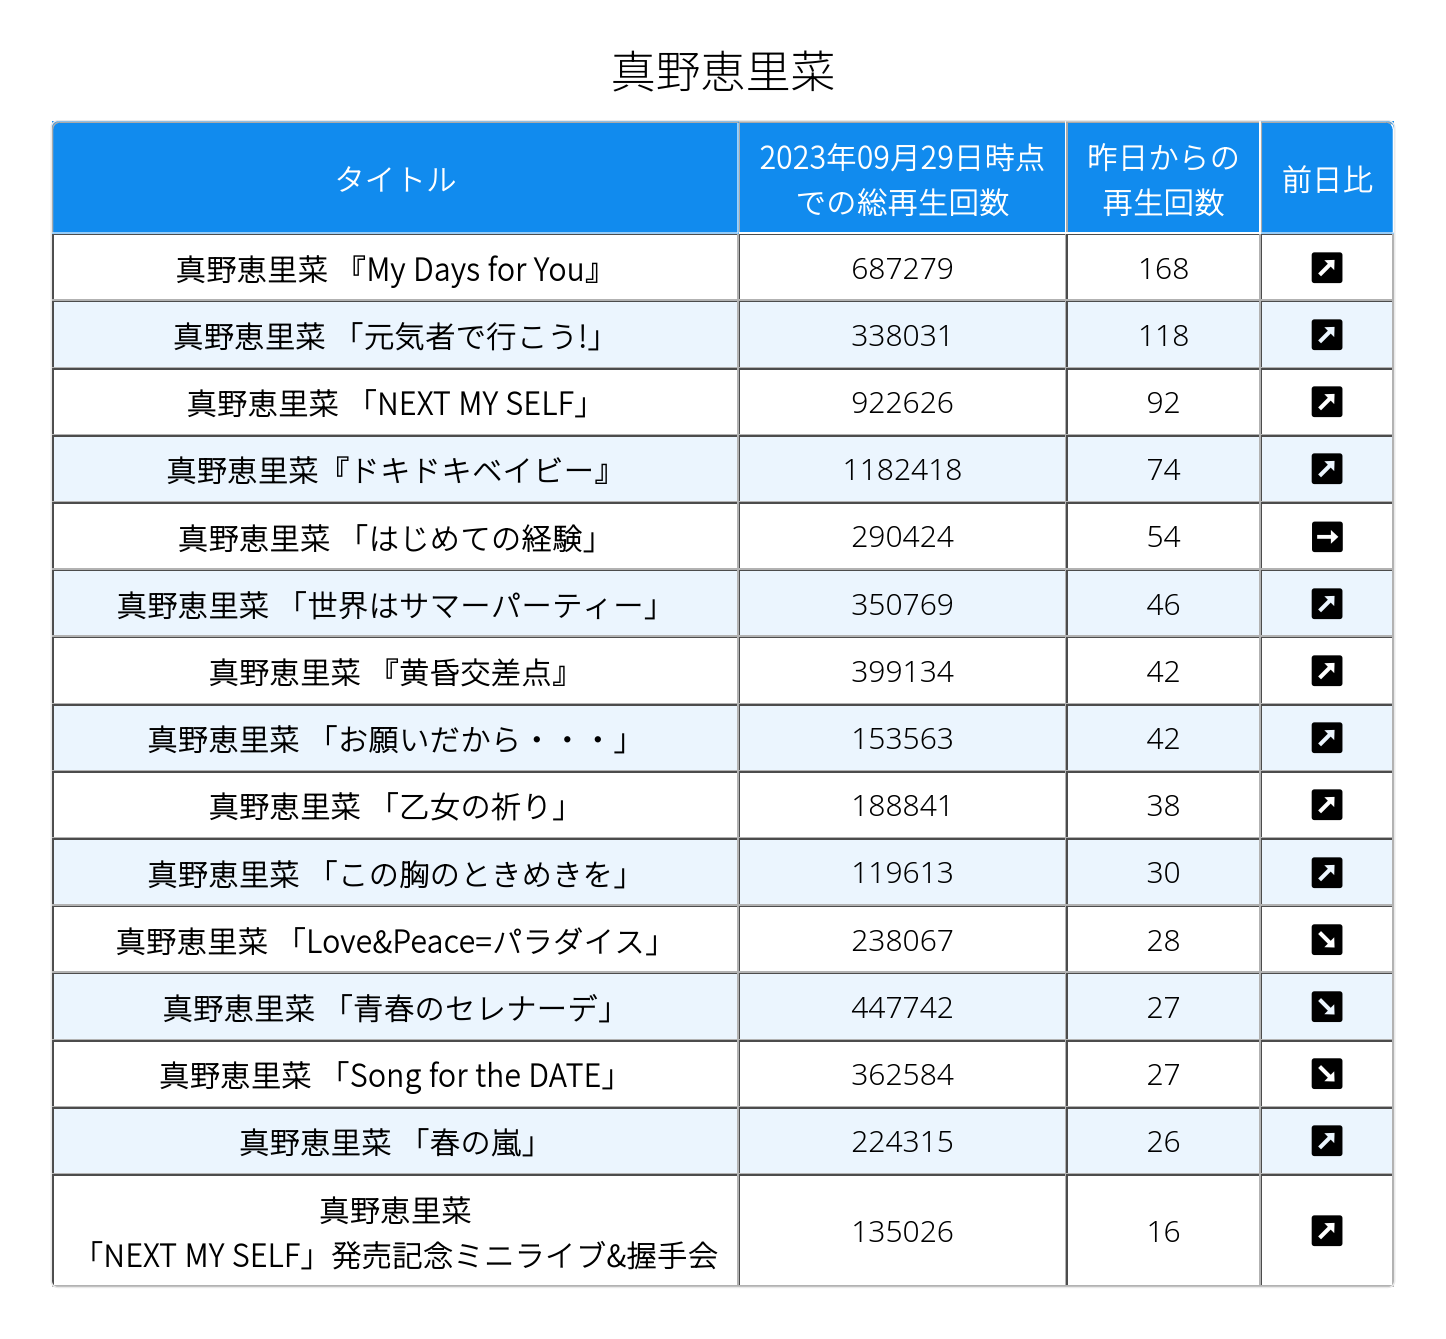 真野恵里菜
タイトル
2023年09月29日時点
での総再生回数
昨日からの
再生回数
前日比
真野恵里菜 『My Days for You』 687279 168
真野恵里菜 「元気者で行こう!」 338031 118
真野恵里菜 「NEXT MY SELF」 922626 92
真野恵里菜『ドキドキベイビー』 1182418 74
真野恵里菜 「はじめての経験」 290424 54
真野恵里菜 「世界はサマーパーティー」 350769 46
真野恵里菜 『黄昏交差点』 399134 42
真野恵里菜 「お願いだから・・・」 153563 42
真野恵里菜 「乙女の祈り」 188841 38
真野恵里菜 「この胸のときめきを」 119613 30
真野恵里菜 「Love&Peace=パラダイス」 238067 28
真野恵里菜 「青春のセレナーデ」 447742 27
真野恵里菜 「Song for the DATE」 362584 27
真野恵里菜 「春の嵐」 224315 26
真野恵里菜
「NEXT MY SELF」発売記念ミニライブ&握手会 135026 16